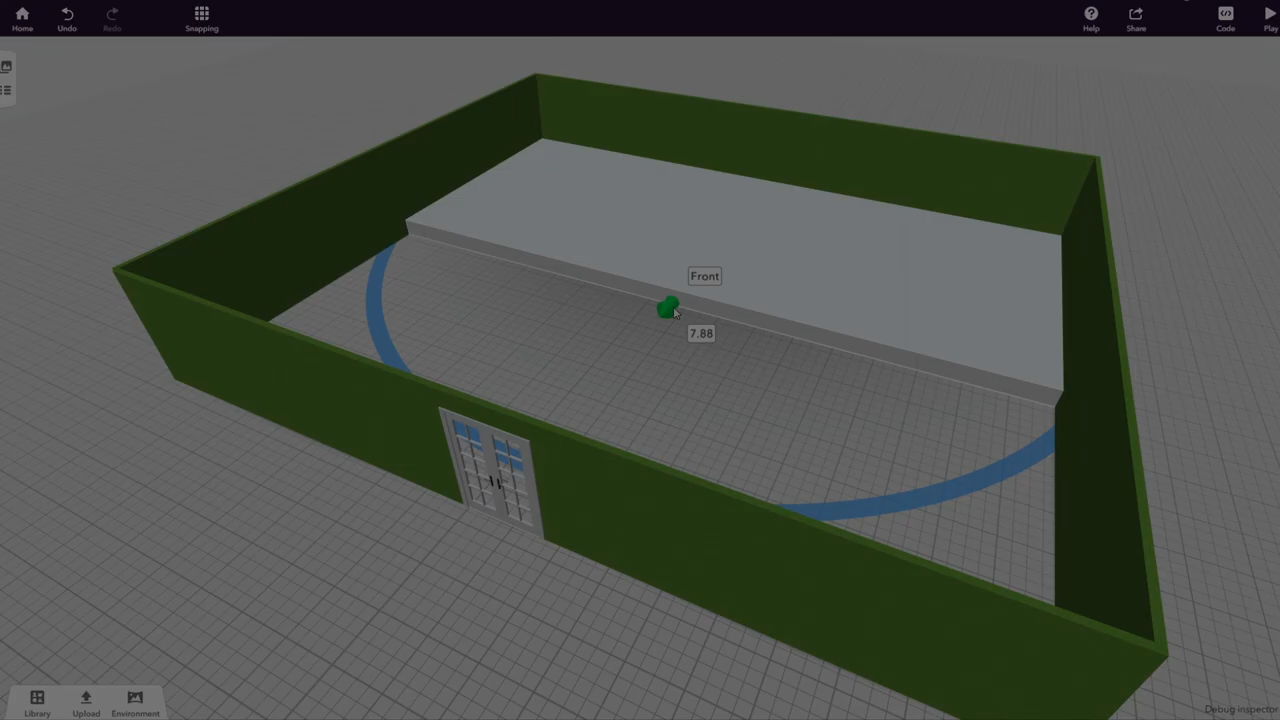 Home
Undo
Redo
Snapping
Help
Share
Code
Play
Front
7.88
Library
Upload
Environment
Debug inspector